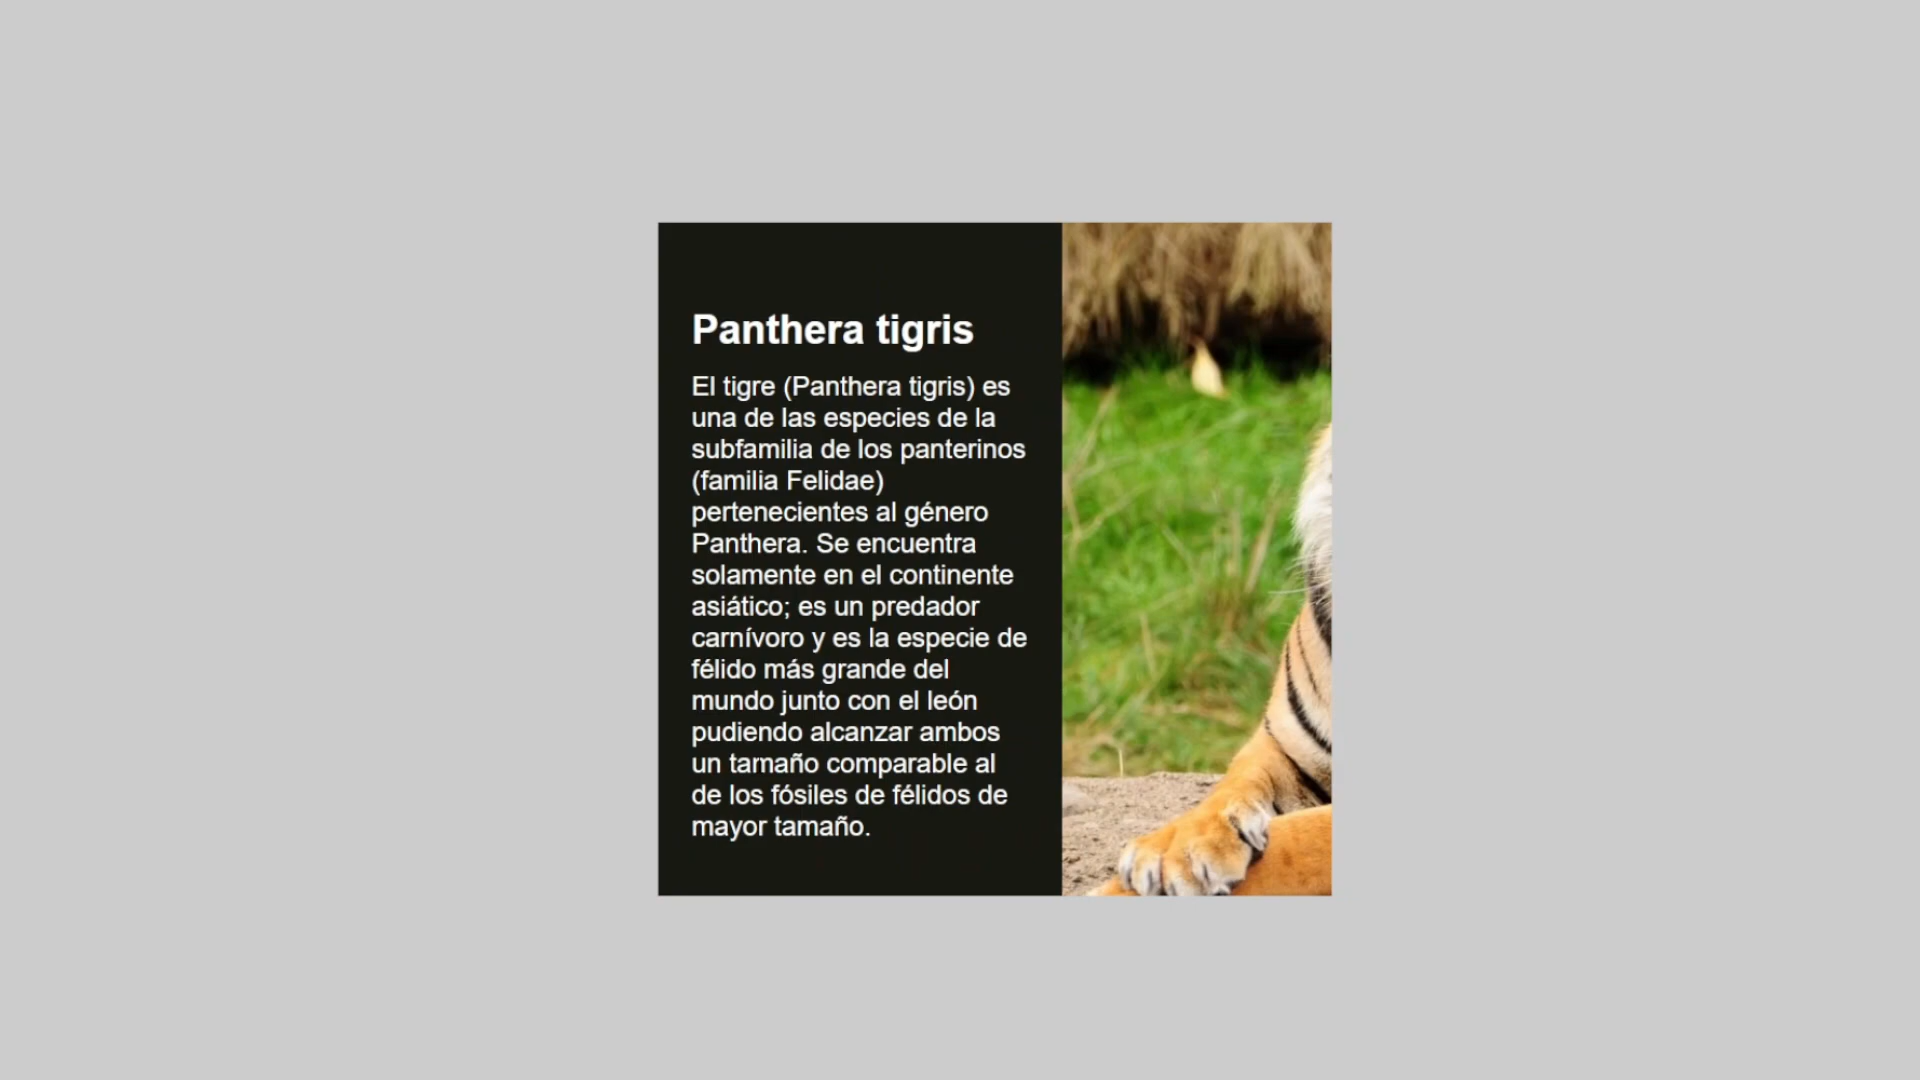 Panthera tigris
El tigre (Panthera tigris) es
una de las especies de la
subfamilia de los panterinos
(familia Felidae)
pertenecientes al género
Panthera. Se encuentra
solamente en el continente
asiático; es un predador
carnívoro y es la especie de
félido más grande del
mundo junto con el león
pudiendo alcanzar ambos
un tamaño comparable al
de los fósiles de félidos de
mayor tamaño.